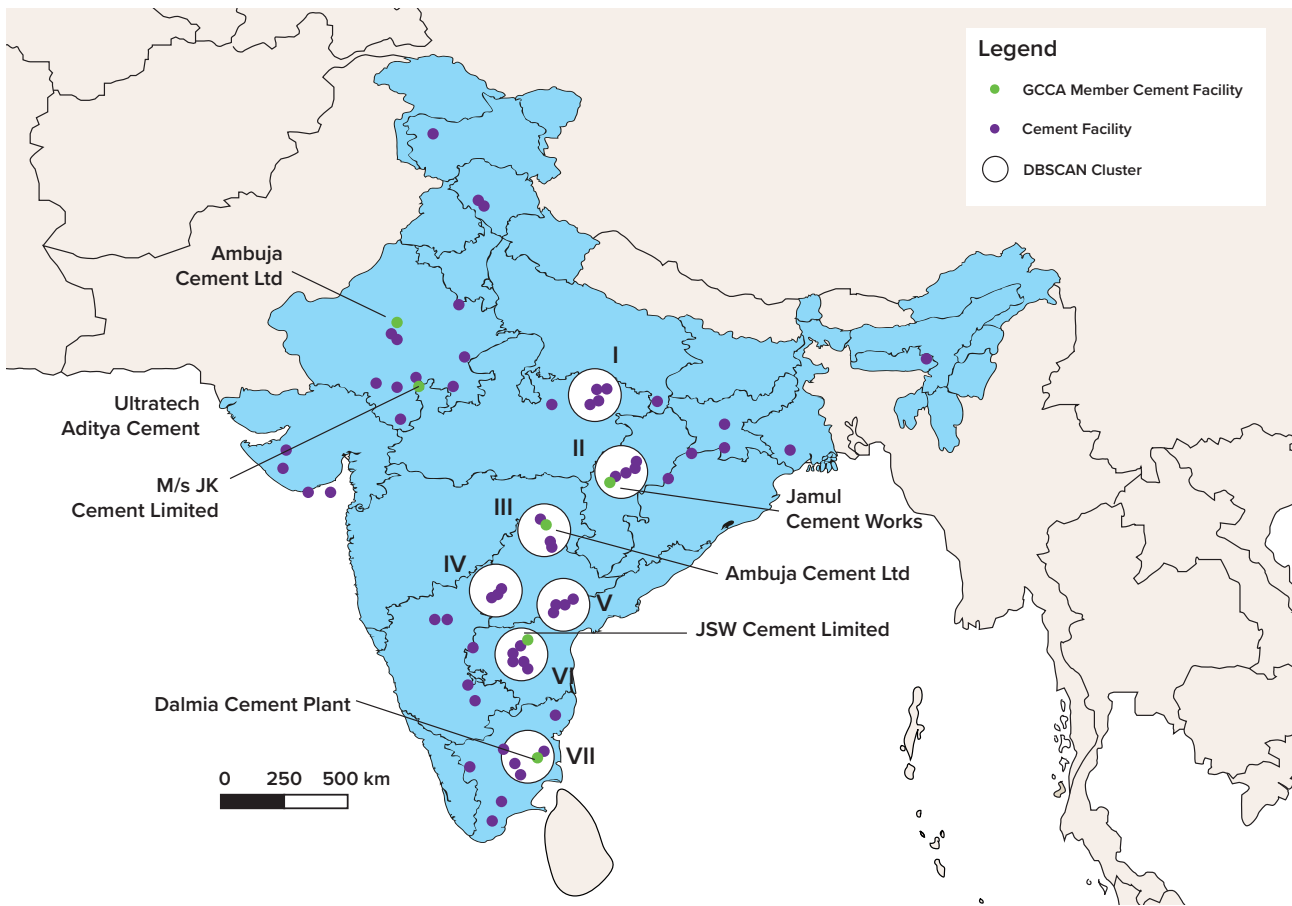 Legend
GCCA Member Cement Facility
Cement Facility
DBSCAN Cluster
Ambuja
Cement Ltd
I
Ultratech
Aditya Cement
II
M/s JK
Cement Limited
Jamul
Cement Works
III
IV
Ambuja Cement Ltd
V
JSW Cement Limited
VI
Dalmia Cement Plant
VII
0 250 500 km